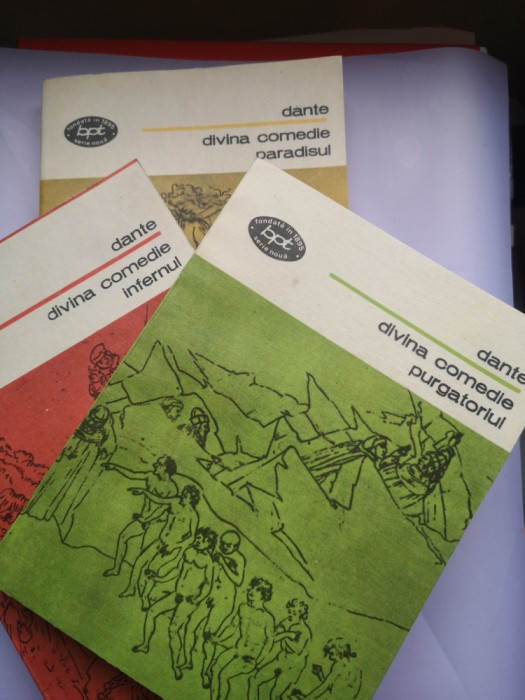 fondată în 1895
bpt
serie nouă
dante
divina comedie
paradisul
dante
divina comedie
infernul
fondată în 1895
bpt
serie nouă
dante
divina comedie
purgatoriul